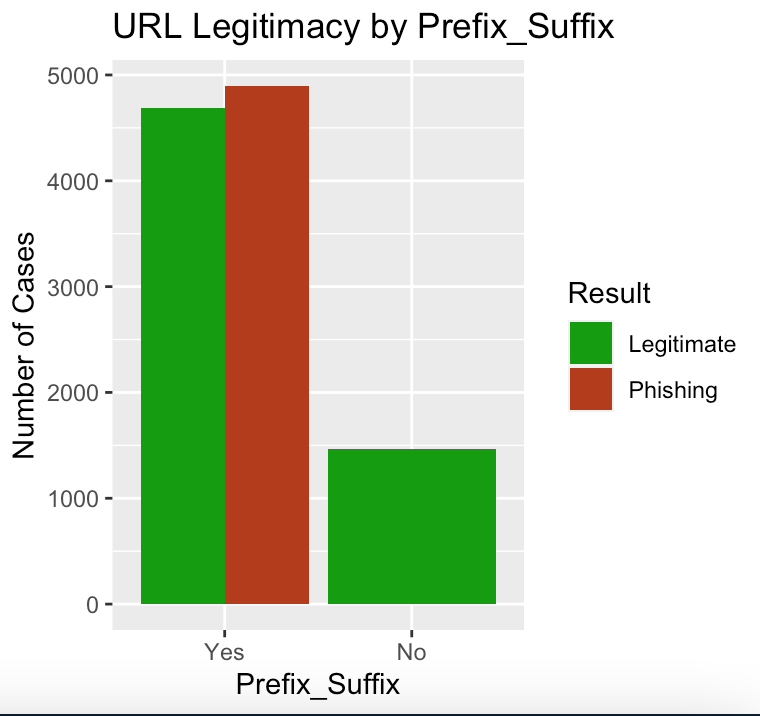 URL Legitimacy by Prefix_Suffix
5000
4000
3000
2000
1000
0
Number of Cases
Yes
No
Prefix_Suffix
Result
Legitimate
Phishing